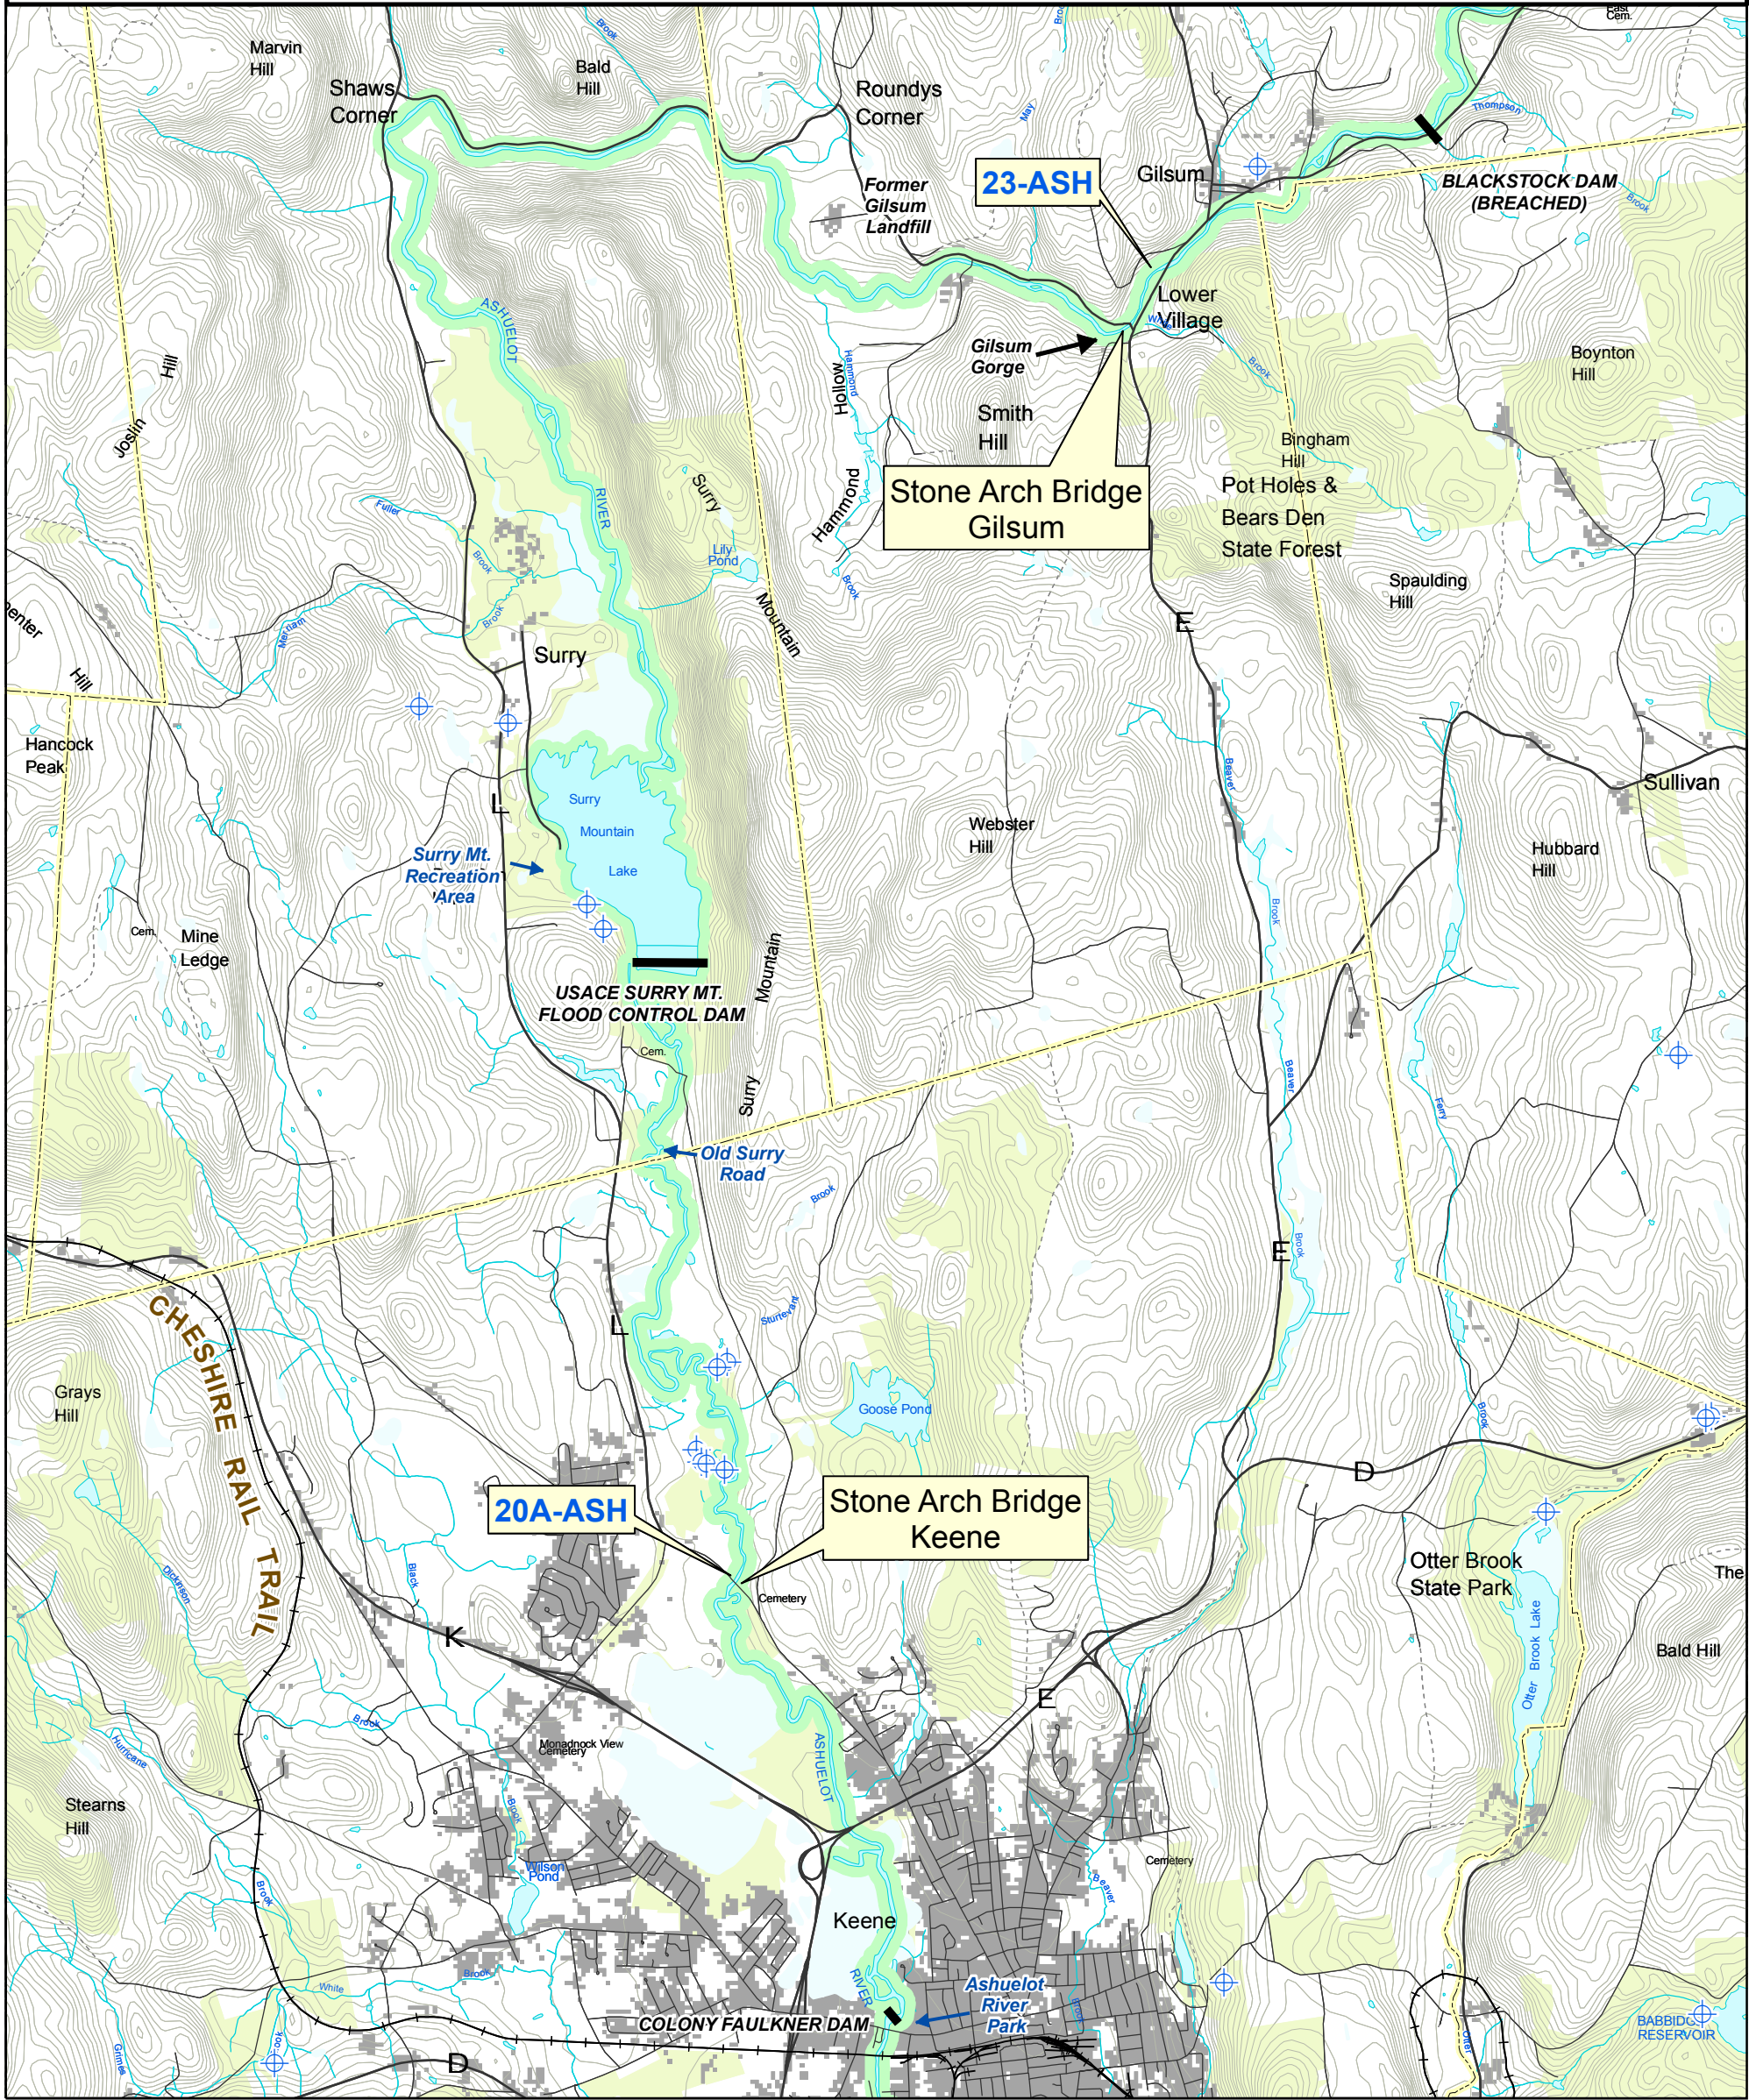 East
Cem.
Marvin
Hill
Brook
Bald
Hill
Shaws
Corner
Roundys
Corner
May
Thompson
23-ASH
Gilsum
Former
Gilsum
Landfill
BLACKSTOCK DAM
(BREACHED)
Brook
ASHUELOT
Lower
Village
White
Brook
Gilsum
Gorge
Boynton
Hill
Joslin
Hill
Hammond
Hollow
Hammond
Brook
Smith
Hill
Bingham
Hill
Stone Arch Bridge
Gilsum
Pot Holes &
Bears Den
State Forest
RIVER
Surry
Mountain
Lily
Pond
Fuller
Brook
Brook
Spaulding
Hill
Merriam
Hill
E
Surry
Hancock
Peak
L
Surry
Mountain
Lake
Beaver
Brook
Sullivan
Surry Mt.
Recreation
Area
Webster
Hill
Hubbard
Hill
Cem.
Mine
Ledge
USACE SURRY MT.
FLOOD CONTROL DAM
Surry
Mountain
Cem.
Beaver
Brook
Ferry
Brook
Old Surry
Road
Brook
Sturtevant
E
L
CHESHIRE RAIL TRAIL
Grays
Hill
Goose Pond
D
20A-ASH
Stone Arch Bridge
Keene
Cemetery
Otter Brook
State Park
The
Dickinson
Black
K
Brook
Otter Brook Lake
Bald Hill
E
Hurricane
Monadnock View
Cemetery
ASHUELOT
Stearns
Hill
Brook
Wilson
Pond
Cemetery
Beaver
Brook
Keene
RIVER
White
Brook
Ashuelot
River
Park
COLONY FAULKNER DAM
Brook
D
Grimes
Otter
RESERVOIR